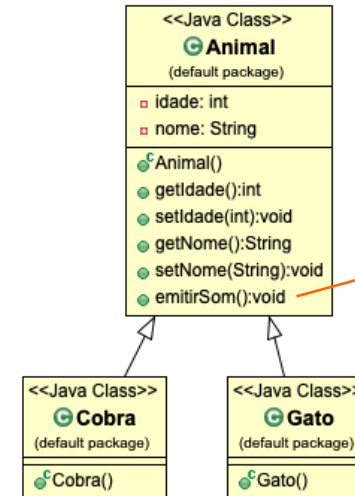 <<Java Class>>
Animal
(default package)
idade: int
nome: String
Animal()
getIdade():int
setIdade(int):void
getNome():String
setNome(String):void
emitirSom():void
<<Java Class>>
Cobra
(default package)
Cobra()
<<Java Class>
Gato
(default package)
Gato()